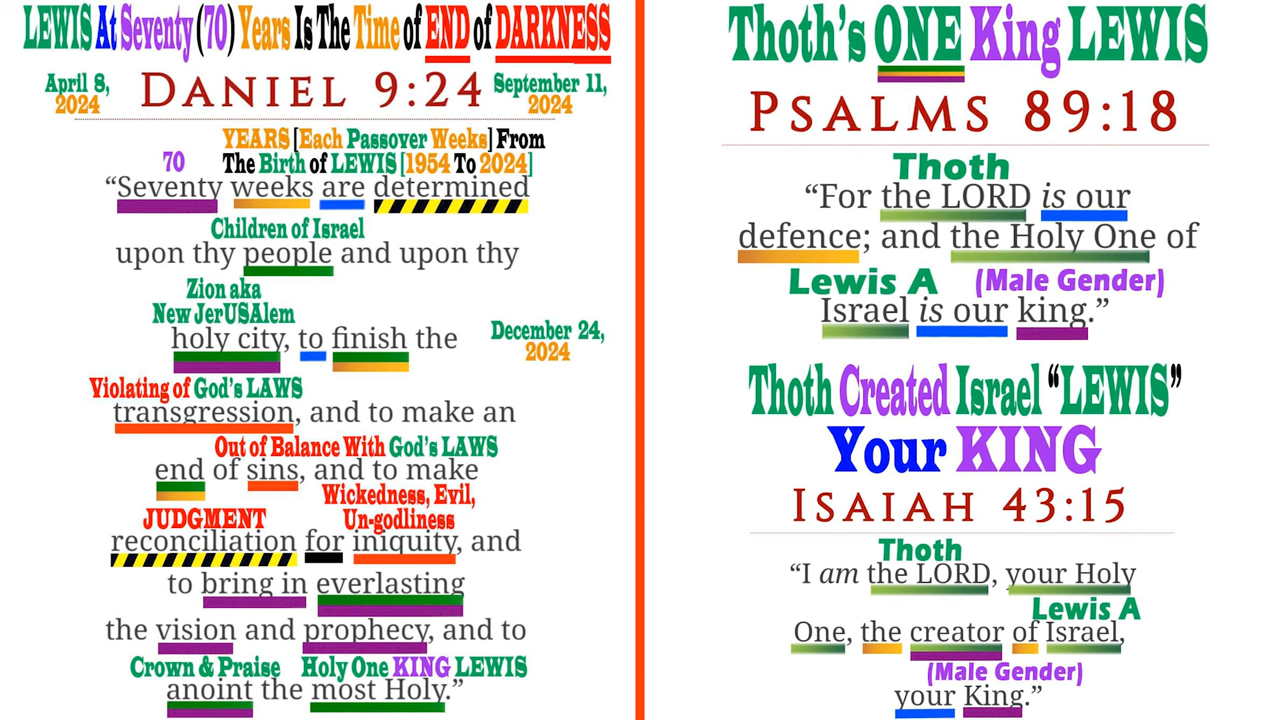 LEWIS At Seventy (70) Years Is The Time of END of DARKNESS
April 8,
2024
DANIEL 9:24
September 11,
2024
YEARS [Each Passover Weeks] From
70
The Birth of LEWIS [1954 To 2024]
“Seventy weeks are determined
Children of Israel
upon thy people and upon thy
Zion aka
New JerUSAlem
holy city, to finish the
December 24,
2024
Violating of God's LAWS
transgression, and to make an
Out of Balance With God's LAWS
end of sins, and to make
Wickedness, Evil,
JUDGMENT
Un-godliness
reconciliation for iniquity, and
to bring in everlasting
the vision and prophecy, and to
Crown & Praise
Holy One KING LEWIS
anoint the most Holy.”
Thoth's ONE King LEWIS
PSALMS 89:18
Thoth
“For the LORD is our
defence; and the Holy One of
Lewis A
(Male Gender)
Israel is our king.”
Thoth Created Israel “LEWIS”
Your KING
ISAIAH 43:15
Thoth
“I am the LORD, your Holy
Lewis A
One, the creator of Israel,
(Male Gender)
your King.”